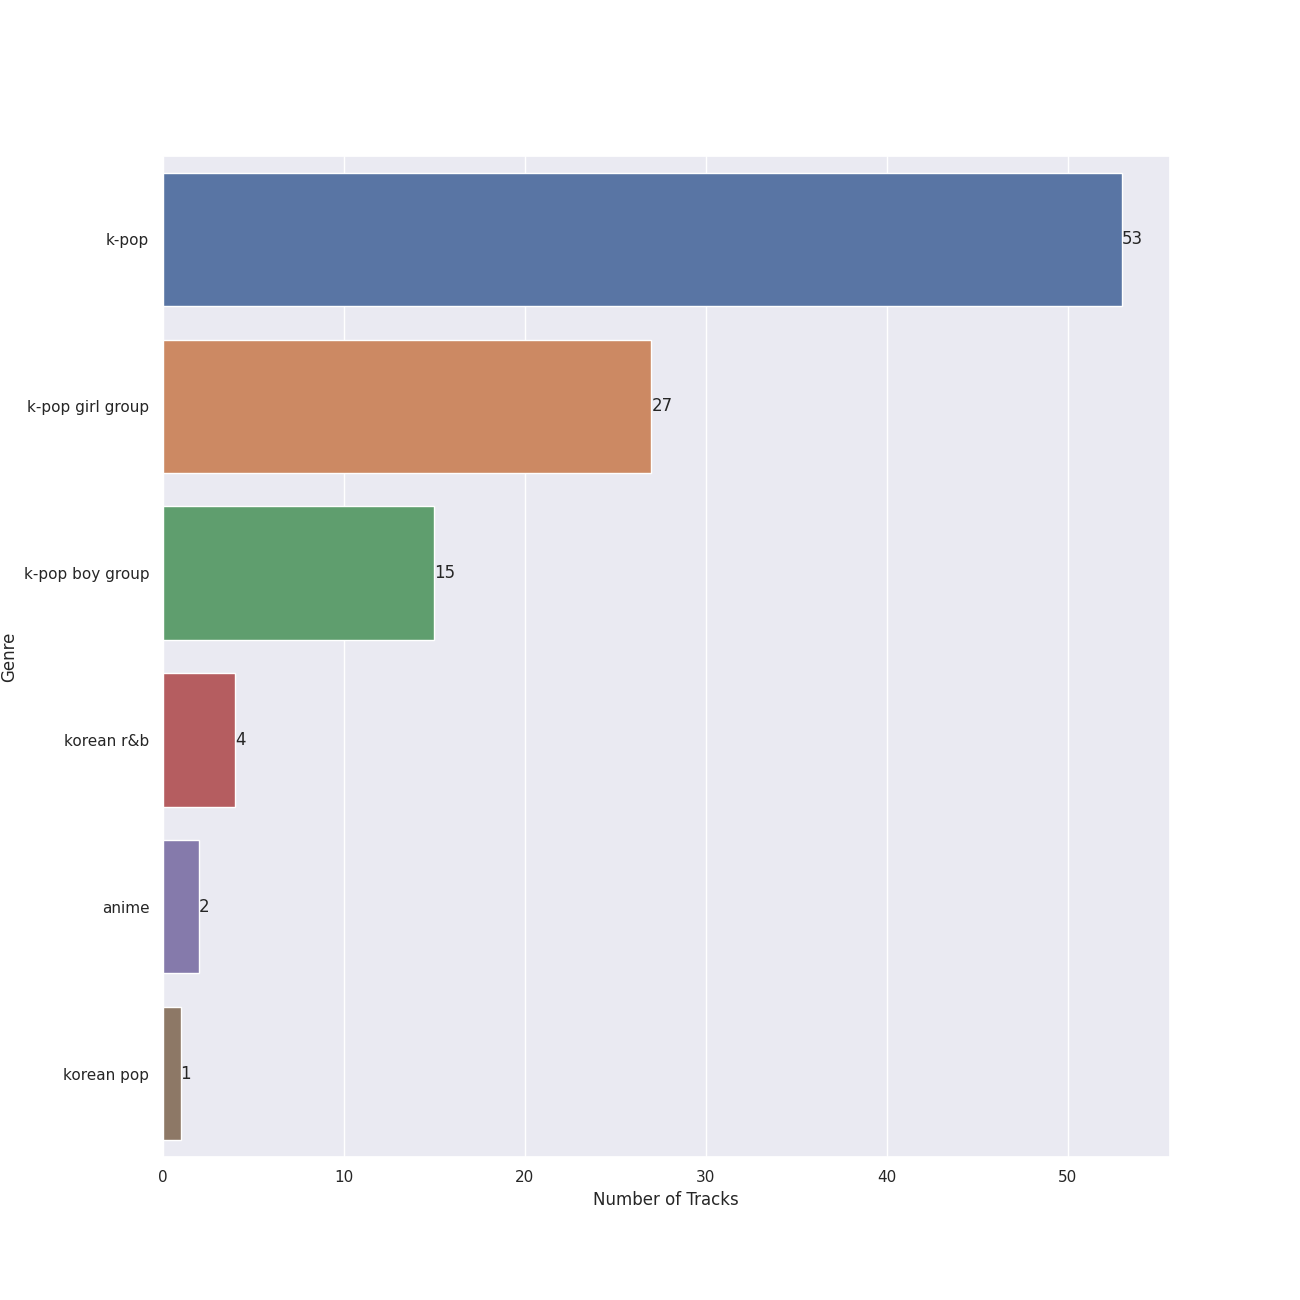 k-pop
53
k-pop girl group
27
k-pop boy group
15
Genre
korean r&b
4
anime
2
korean pop
1
0 10 20 30 40 50
Number of Tracks